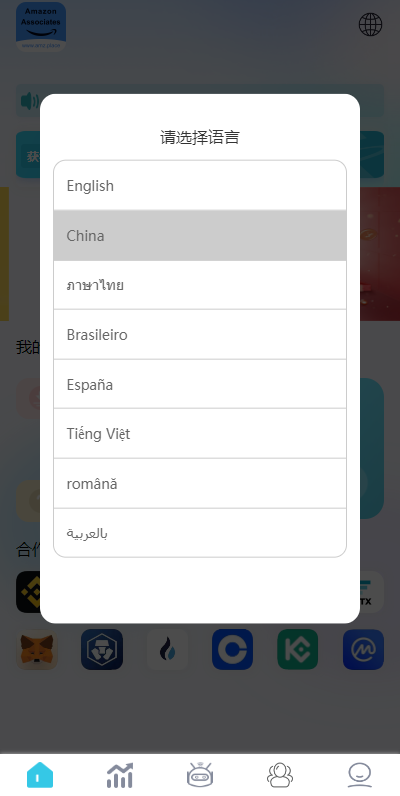 Amazon
Associates
请选择语言
English
China
ภาษาไทย
Brasileiro
España
Tiếng Việt
română
بالعربية
获
我的
合作
TX